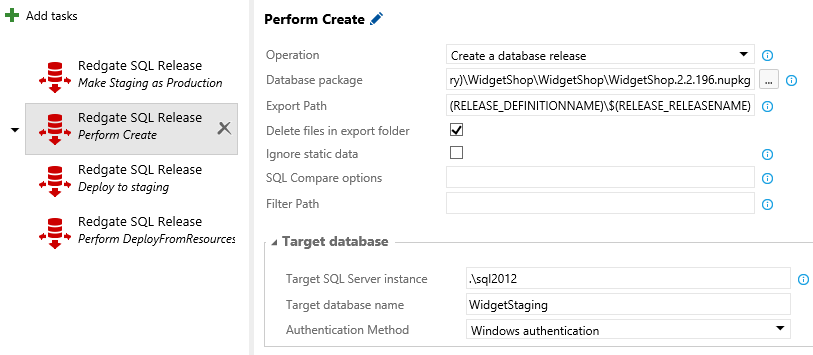 Add tasks
Redgate SQL Release
Make Staging as Production
Redgate SQL Release
Perform Create
Redgate SQL Release
Deploy to staging
Redgate SQL Release
Perform DeployFromResources
Perform Create
Operation
Create a database release
Database package
ry)\WidgetShop\WidgetShop\WidgetShop.2.2.196.nupkg
...
Export Path
(RELEASE_DEFINITIONNAME)\$(RELEASE_RELEASENAME)
Delete files in export folder
Ignore static data
SQL Compare options
Filter Path
Target database
Target SQL Server instance
.\sql2012
Target database name
WidgetStaging
Authentication Method
Windows authentication